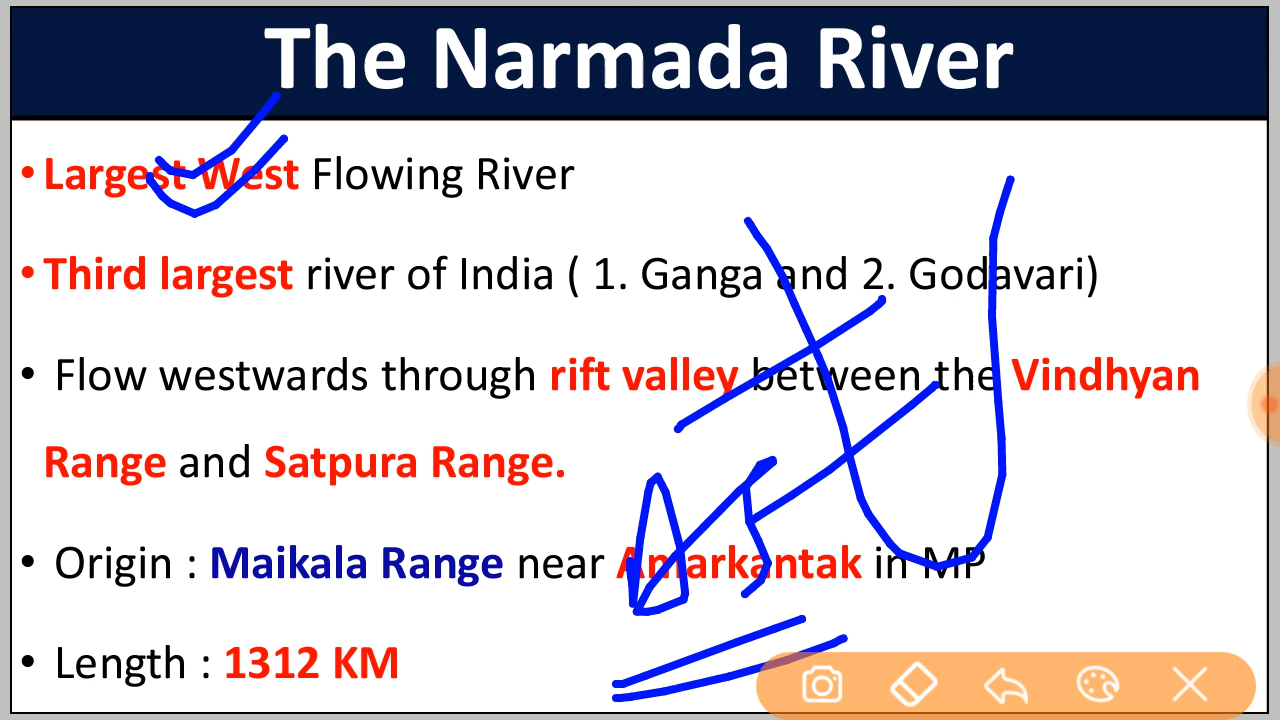 The Narmada River
• Largest West Flowing River
• Third largest river of India ( 1. Ganga and 2. Godavari)
• Flow westwards through rift valley between the Vindhyan
Range and Satpura Range.
• Origin : Maikala Range near Amarkantak in MP
• Length : 1312 KM